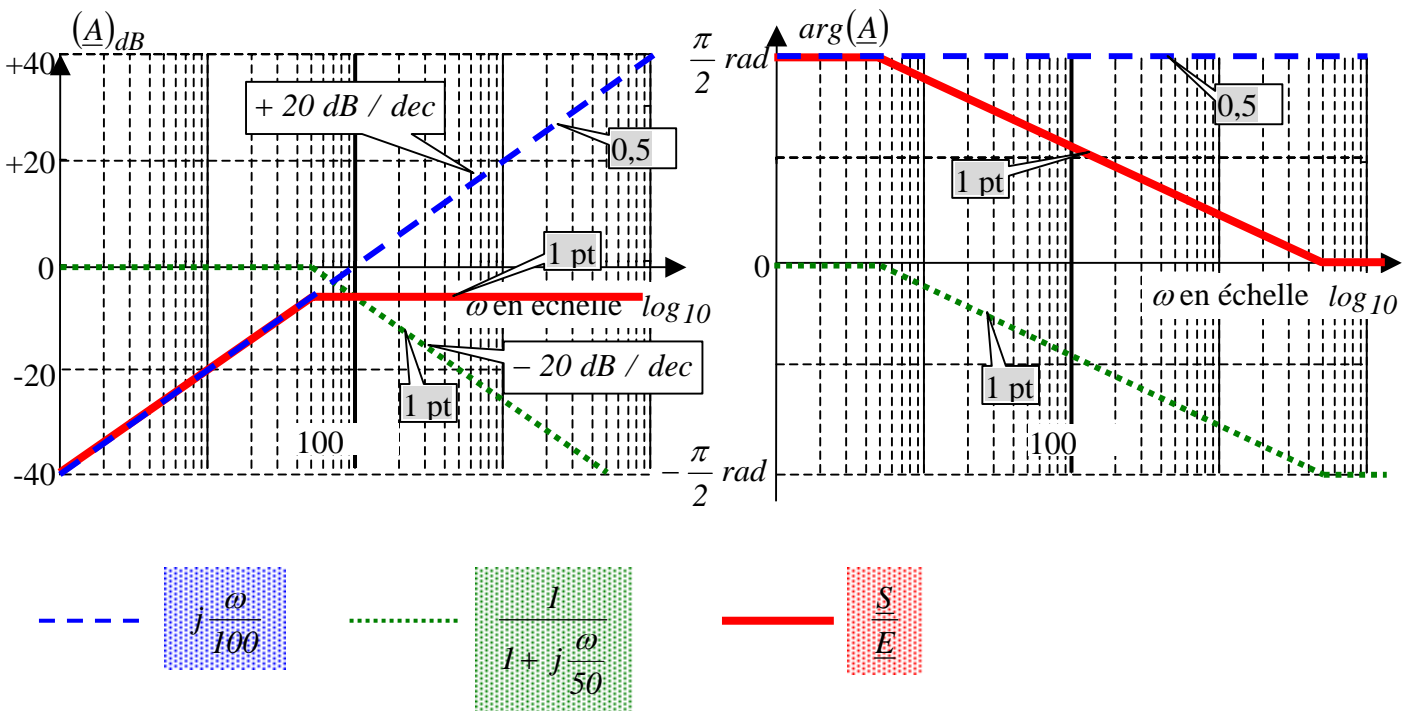 (A)dB
+40
+ 20 dB / dec
0,5
+20
0
1 pt
ω en échelle log10
− 20 dB / dec
-20
1 pt
100
-40
arg(A)
π/2 rad
0,5
1 pt
0
ω en échelle log10
1 pt
100
− π/2 rad
j ω/100
1/(1 + j ω/50)
S/E